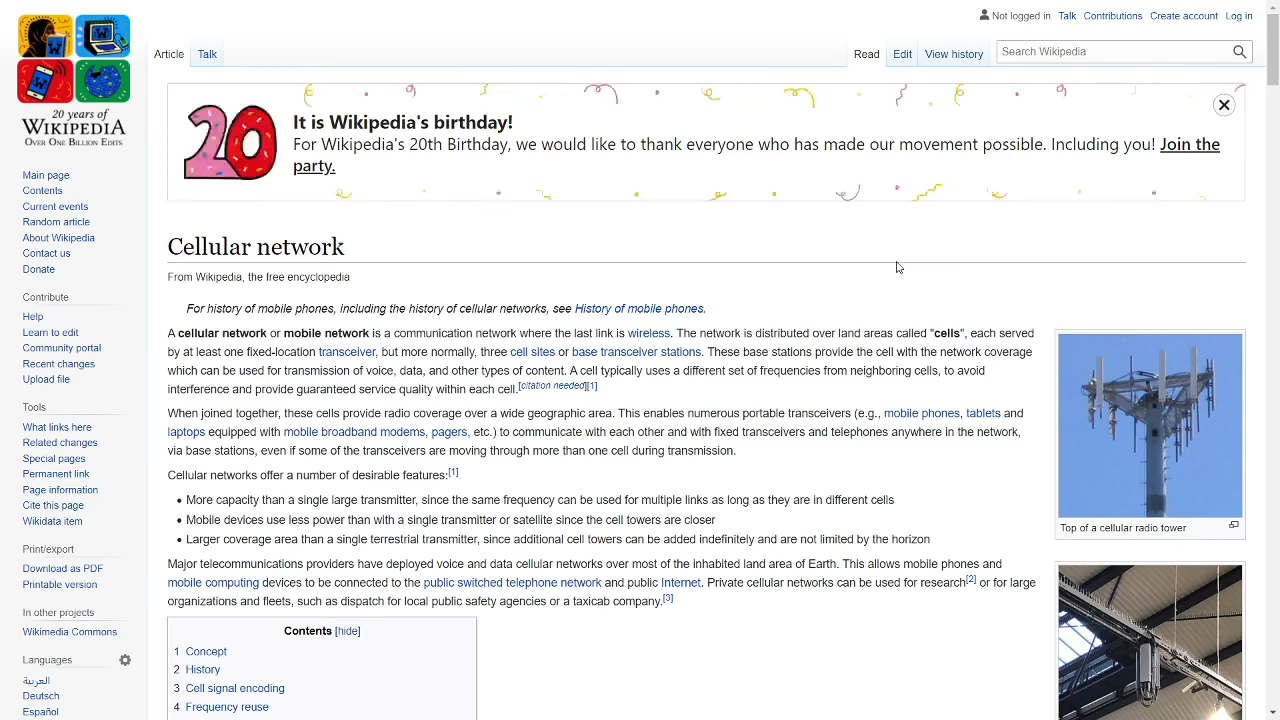 Not logged in Talk Contributions Create account Log in
Article Talk Read Edit View history Search Wikipedia
20 years of
WIKIPEDIA
OVER ONE BILLION EDITS
Main page
Contents
Current events
Random article
About Wikipedia
Contact us
Donate
Contribute
Help
Learn to edit
Community portal
Recent changes
Upload file
Tools
What links here
Related changes
Special pages
Permanent link
Page information
Cite this page
Wikidata item
Print/export
Download as PDF
Printable version
In other projects
Wikimedia Commons
Languages
العربية
Deutsch
Español
20
It is Wikipedia's birthday!
For Wikipedia's 20th Birthday, we would like to thank everyone who has made our movement possible. Including you! Join the
party.
Cellular network
From Wikipedia, the free encyclopedia
For history of mobile phones, including the history of cellular networks, see History of mobile phones.
A cellular network or mobile network is a communication network where the last link is wireless. The network is distributed over land areas called "cells", each served
by at least one fixed-location transceiver, but more normally, three cell sites or base transceiver stations. These base stations provide the cell with the network coverage
which can be used for transmission of voice, data, and other types of content. A cell typically uses a different set of frequencies from neighboring cells, to avoid
interference and provide guaranteed service quality within each cell.[citation needed][1]
When joined together, these cells provide radio coverage over a wide geographic area. This enables numerous portable transceivers (e.g., mobile phones, tablets and
laptops equipped with mobile broadband modems, pagers, etc.) to communicate with each other and with fixed transceivers and telephones anywhere in the network,
via base stations, even if some of the transceivers are moving through more than one cell during transmission.
Cellular networks offer a number of desirable features:[1]
• More capacity than a single large transmitter, since the same frequency can be used for multiple links as long as they are in different cells
• Mobile devices use less power than with a single transmitter or satellite since the cell towers are closer
• Larger coverage area than a single terrestrial transmitter, since additional cell towers can be added indefinitely and are not limited by the horizon
Major telecommunications providers have deployed voice and data cellular networks over most of the inhabited land area of Earth. This allows mobile phones and
mobile computing devices to be connected to the public switched telephone network and public Internet. Private cellular networks can be used for research[2] or for large
organizations and fleets, such as dispatch for local public safety agencies or a taxicab company.[3]
Top of a cellular radio tower
Contents [hide]
1 Concept
2 History
3 Cell signal encoding
4 Frequency reuse